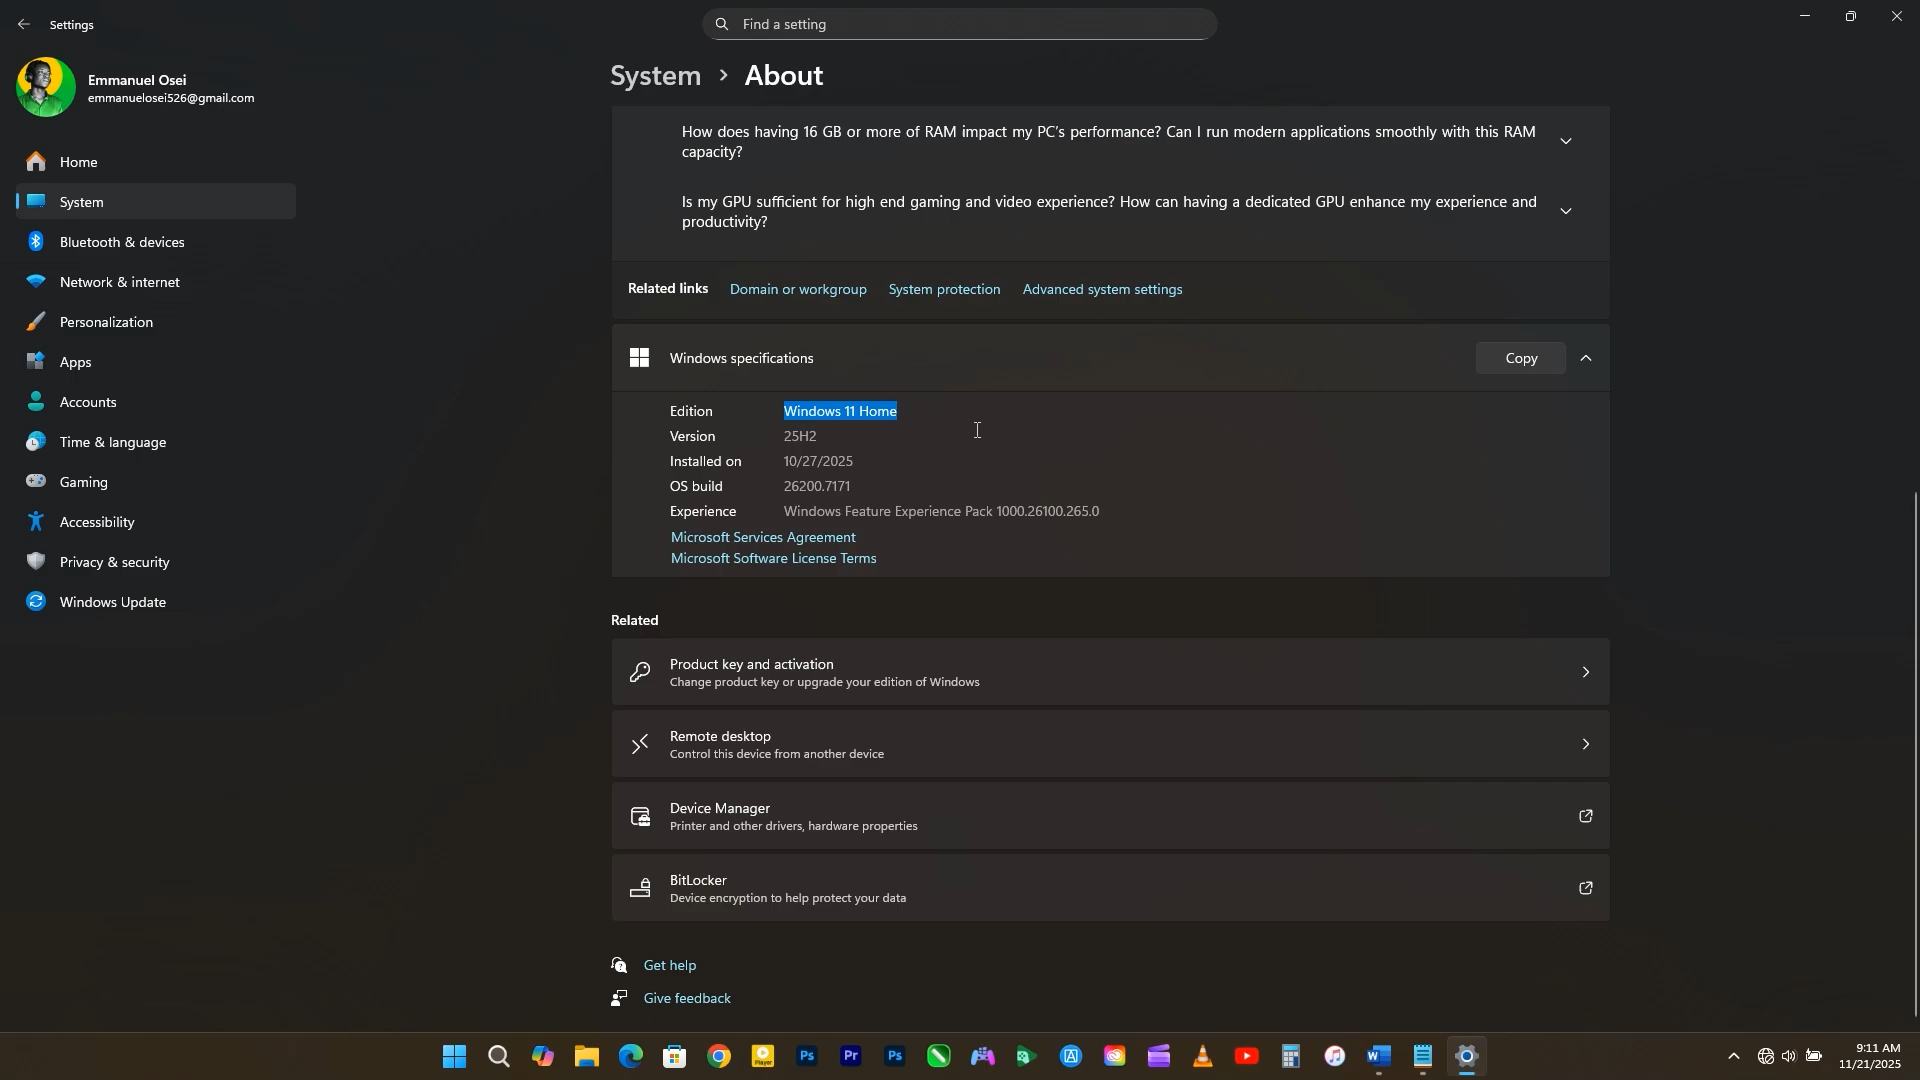 Settings
Find a setting
Emmanuel Osei
emmanuelosei526@gmail.com
Home
System
Bluetooth & devices
Network & internet
Personalization
Apps
Accounts
Time & language
Gaming
Accessibility
Privacy & security
Windows Update
System > About
How does having 16 GB or more of RAM impact my PC's performance? Can I run modern applications smoothly with this RAM
capacity?
Is my GPU sufficient for high end gaming and video experience? How can having a dedicated GPU enhance my experience and
productivity?
Related links Domain or workgroup System protection Advanced system settings
Windows specifications Copy
Edition Windows 11 Home
Version 25H2
Installed on 10/27/2025
OS build 26200.7171
Experience Windows Feature Experience Pack 1000.26100.265.0
Microsoft Services Agreement
Microsoft Software License Terms
Related
Product key and activation
Change product key or upgrade your edition of Windows
Remote desktop
Control this device from another device
Device Manager
Printer and other drivers, hardware properties
BitLocker
Device encryption to help protect your data
Get help
Give feedback
Player Ps Pr Ps
9:11 AM
11/21/2025